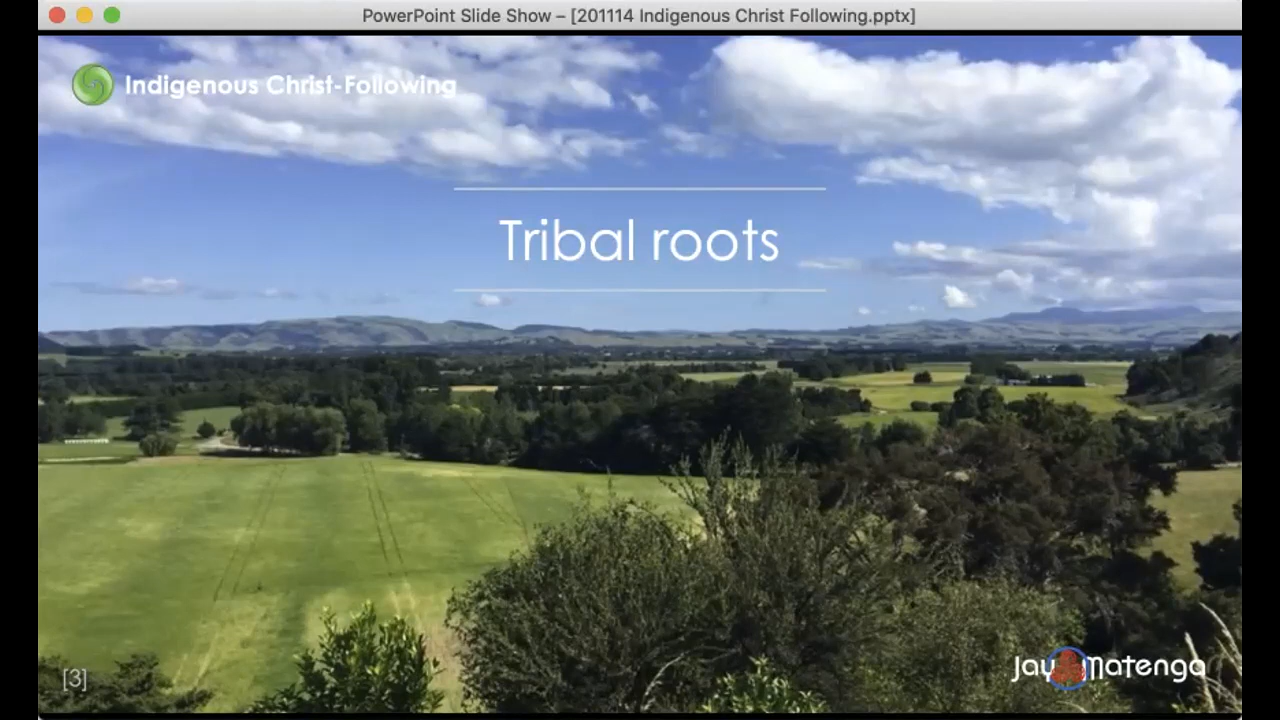 PowerPoint Slide Show – [201114 Indigenous Christ Following.pptx]
Indigenous Christ-Following
Tribal roots
[3]
Jay Matenga